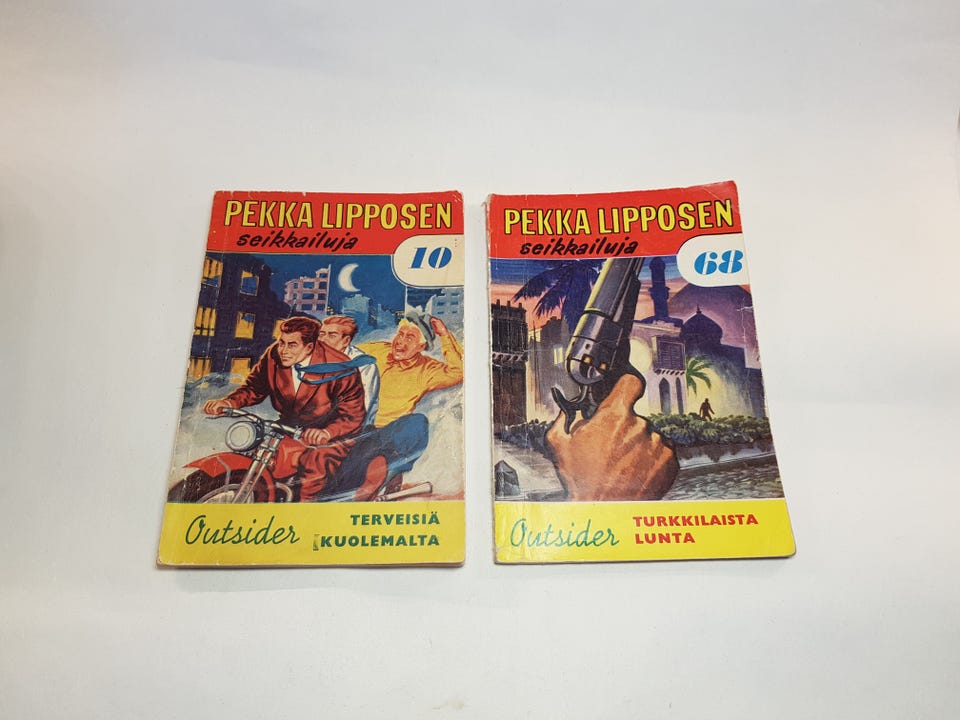 PEKKA LIPPOSEN
seikkailuja
10
Outsider
TERVEISIÄ
KUOLEMALTA
PEKKA LIPPOSEN
seikkailuja
68
Outsider
TURKKILAISTA
LUNTA